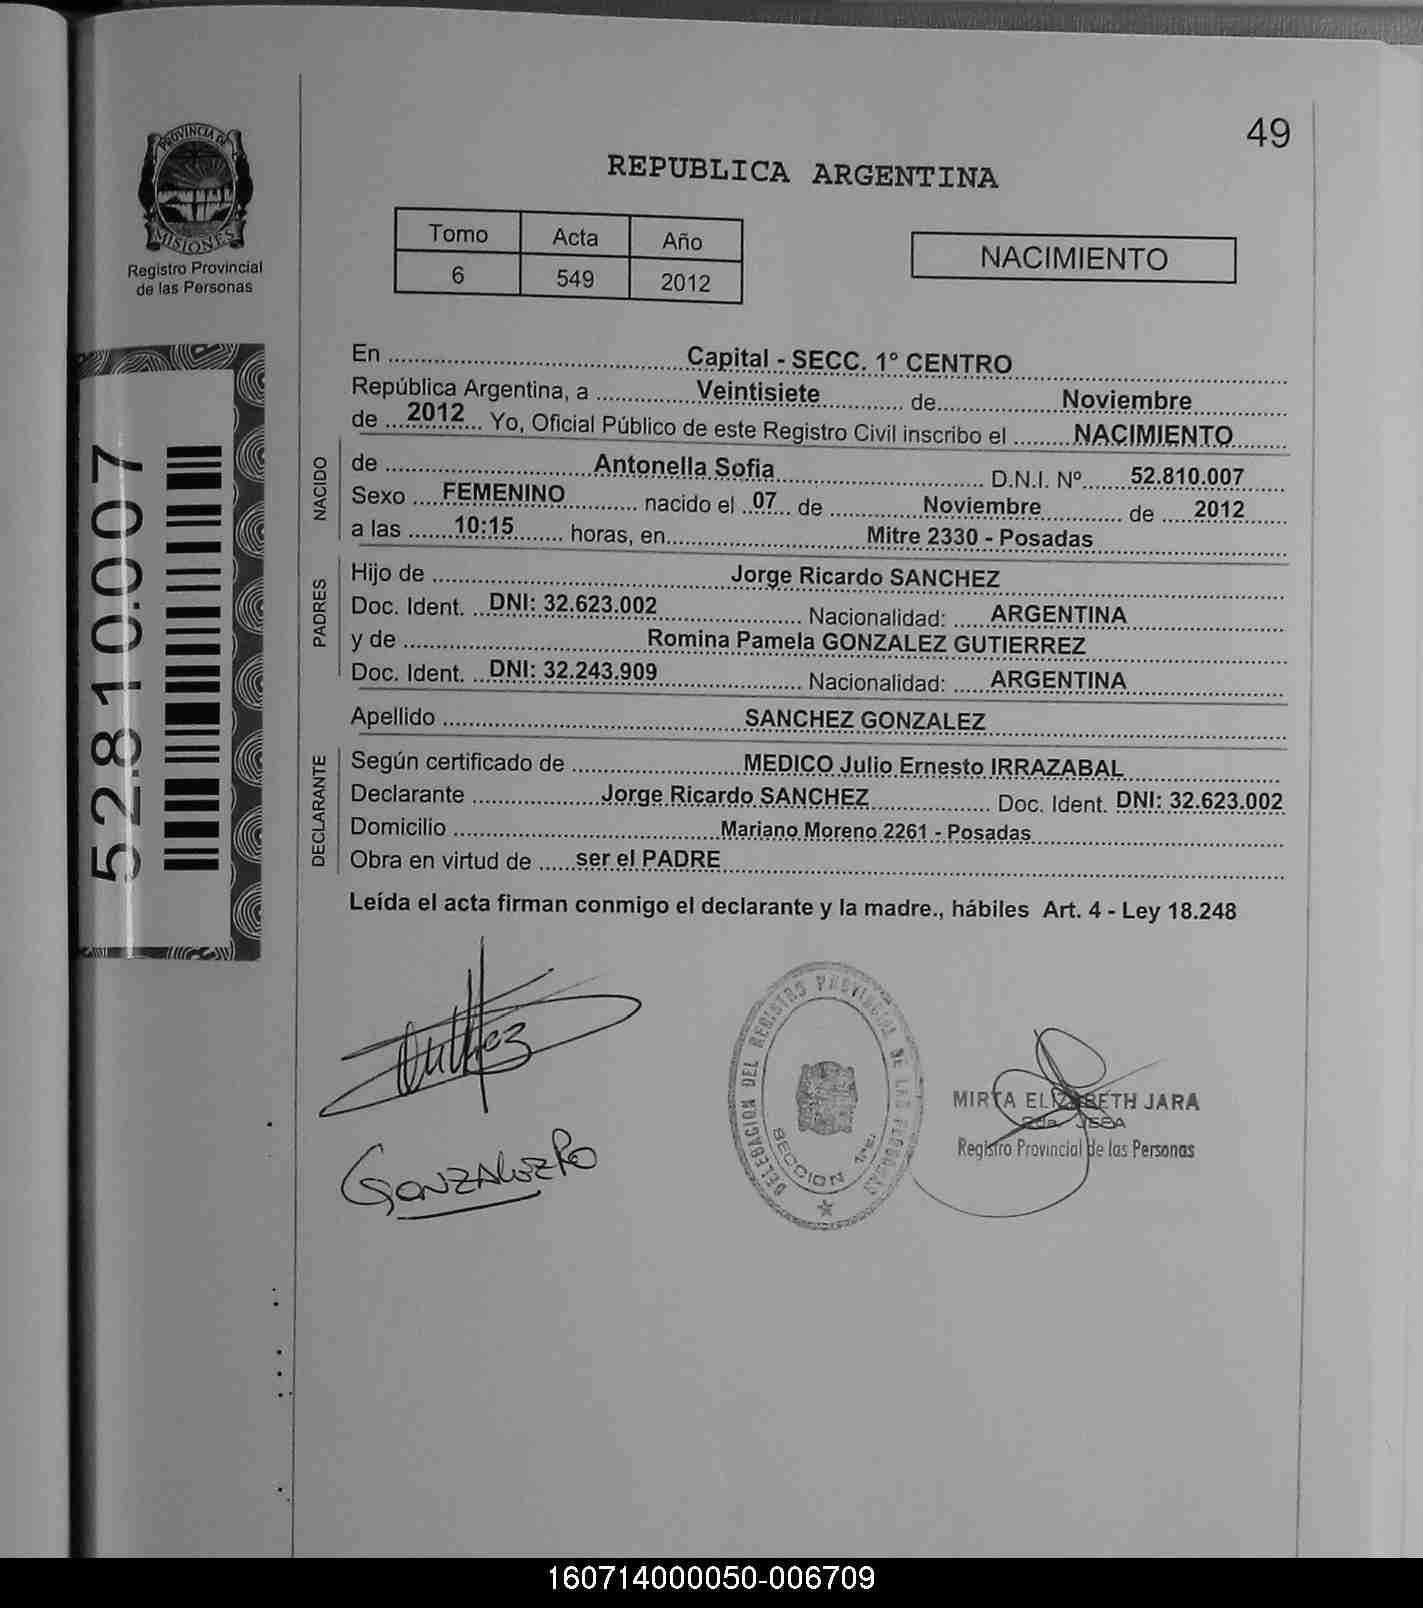 49
PROVINCIA DE
MISIONES
Registro Provincial
de las Personas
REPUBLICA ARGENTINA
Tomo Acta Año
6 549 2012
NACIMIENTO
52.810.007
En Capital - SECC. 1° CENTRO
República Argentina, a Veintisiete de Noviembre
de 2012 Yo, Oficial Público de este Registro Civil inscribo el NACIMIENTO
NACIDO
de Antonella Sofia D.N.I. Nº 52.810.007
Sexo FEMENINO nacido el 07 de Noviembre de 2012
a las 10:15 horas, en Mitre 2330 - Posadas
PADRES
Hijo de Jorge Ricardo SANCHEZ
Doc. Ident. DNI: 32.623.002 Nacionalidad: ARGENTINA
y de Romina Pamela GONZALEZ GUTIERREZ
Doc. Ident. DNI: 32.243.909 Nacionalidad: ARGENTINA
Apellido SANCHEZ GONZALEZ
DECLARANTE
Según certificado de MEDICO Julio Ernesto IRRAZABAL
Declarante Jorge Ricardo SANCHEZ Doc. Ident. DNI: 32.623.002
Domicilio Mariano Moreno 2261 - Posadas
Obra en virtud de ser el PADRE
Leída el acta firman conmigo el declarante y la madre., hábiles Art. 4 - Ley 18.248
DELEGACION DEL REGISTRO PROVINCIAL DE LAS PERSONAS
SECCION 1ra.
MIRTA ELIZABETH JARA
Registro Provincial de las Personas
160714000050-006709